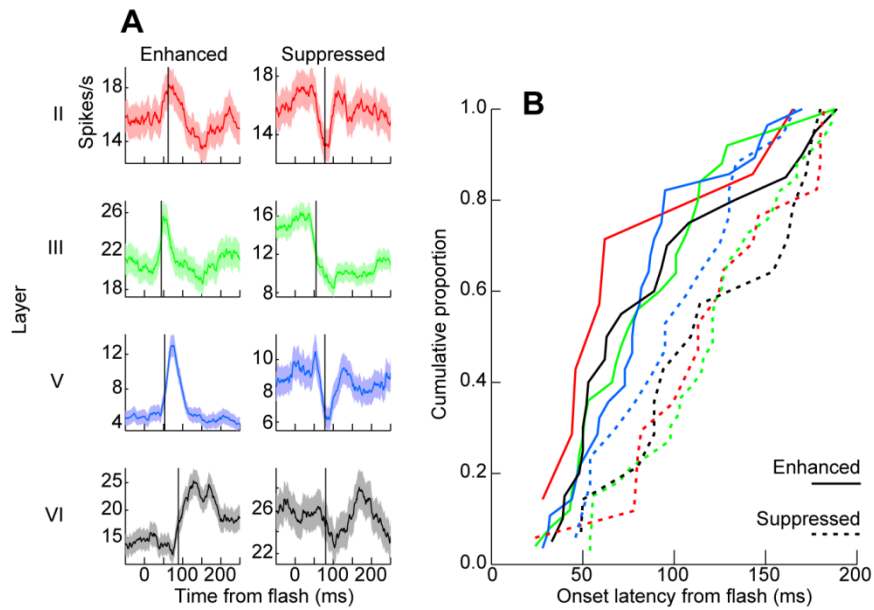 A
Enhanced Suppressed
Layer
Spikes/s
II
18
14
18
14
III
26
22
18
16
12
8
V
12
8
4
10
8
6
VI
25
20
15
26
22
0 100 200 0 100 200
Time from flash (ms)
B
Cumulative proportion
1.0
0.8
0.6
0.4
0.2
0
Enhanced
Suppressed
0 50 100 150 200
Onset latency from flash (ms)